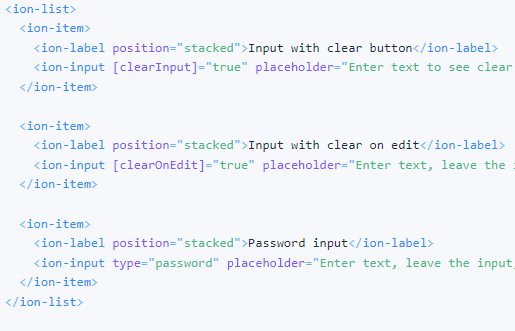 <ion-list>
  <ion-item>
    <ion-label position="stacked">Input with clear button</ion-label>
    <ion-input [clearInput]="true" placeholder="Enter text to see clear
  </ion-item>

  <ion-item>
    <ion-label position="stacked">Input with clear on edit</ion-label>
    <ion-input [clearOnEdit]="true" placeholder="Enter text, leave the
  </ion-item>

  <ion-item>
    <ion-label position="stacked">Password input</ion-label>
    <ion-input type="password" placeholder="Enter text, leave the input,
  </ion-item>
</ion-list>